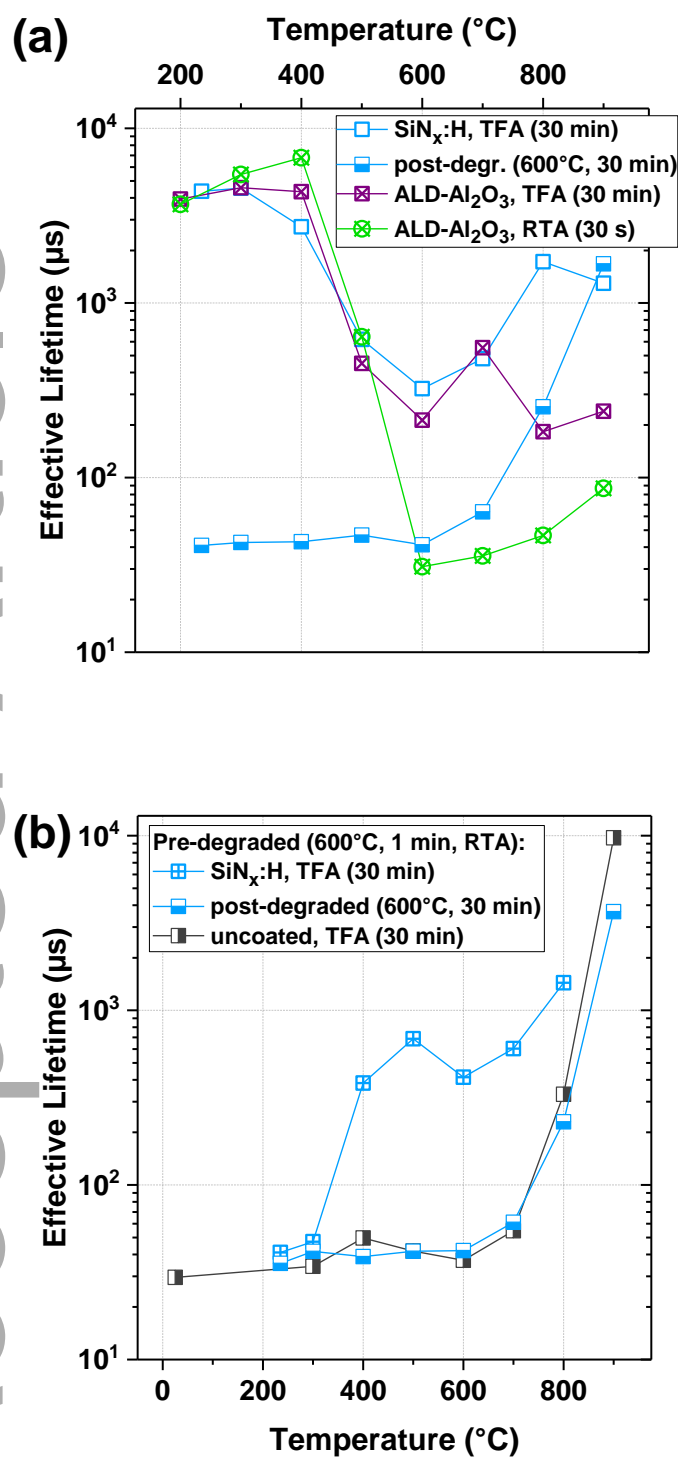 (a)
Temperature (°C)
200 400 600 800
10⁴
SiNₓ:H, TFA (30 min)
post-degr. (600°C, 30 min)
ALD-Al₂O₃, TFA (30 min)
ALD-Al₂O₃, RTA (30 s)
10³
10²
10¹
Effective Lifetime (µs)
(b)
10⁴
Pre-degraded (600°C, 1 min, RTA):
SiNₓ:H, TFA (30 min)
post-degraded (600°C, 30 min)
uncoated, TFA (30 min)
10³
10²
10¹
Effective Lifetime (µs)
0 200 400 600 800
Temperature (°C)